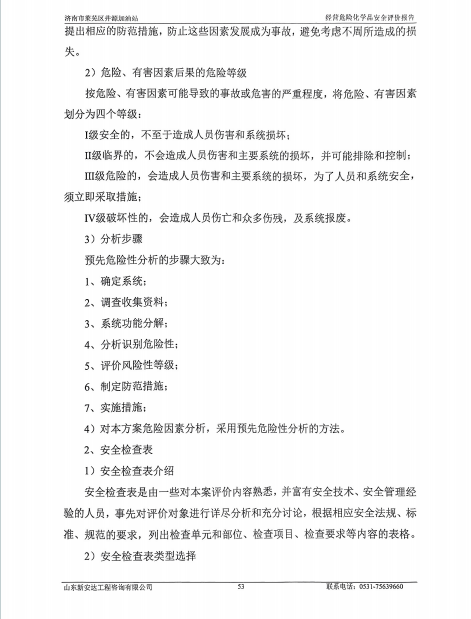 济南市莱芜区井源加油站 经营危险化学品安全评价报告
提出相应的防范措施，防止这些因素发展成为事故，避免考虑不周所造成的损
失。
2）危险、有害因素后果的危险等级
按危险、有害因素可能导致的事故或危害的严重程度，将危险、有害因素
划分为四个等级：
Ⅰ级安全的，不至于造成人员伤害和系统损坏；
Ⅱ级临界的，不会造成人员伤害和主要系统的损坏，并可能排除和控制；
Ⅲ级危险的，会造成人员伤害和主要系统的损坏，为了人员和系统安全，
须立即采取措施；
Ⅳ级破坏性的，会造成人员伤亡和众多伤残，及系统报废。
3）分析步骤
预先危险性分析的步骤大致为：
1、确定系统；
2、调查收集资料；
3、系统功能分解；
4、分析识别危险性；
5、评价风险性等级；
6、制定防范措施；
7、实施措施；
4）对本方案危险因素分析，采用预先危险性分析的方法。
2、安全检查表
1）安全检查表介绍
安全检查表是由一些对本案评价内容熟悉，并富有安全技术、安全管理经
验的人员，事先对评价对象进行详尽分析和充分讨论，根据相应安全法规、标
准、规范的要求，列出检查单元和部位、检查项目、检查要求等内容的表格。
2）安全检查表类型选择
山东新安达工程咨询有限公司 53 联系电话：0531-75639660